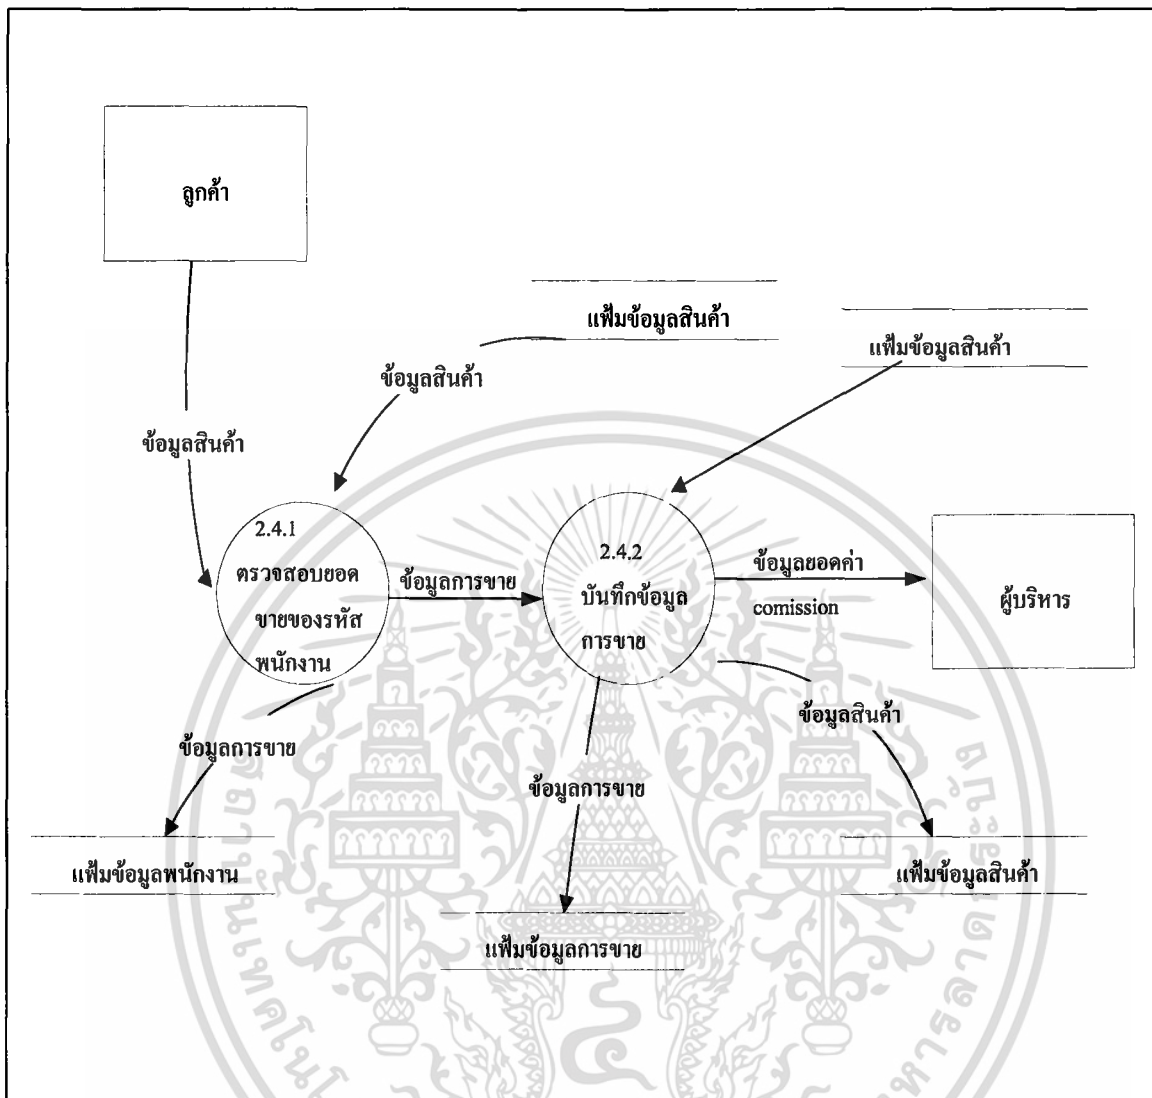 ลูกค้า
แฟ้มข้อมูลสินค้า
แฟ้มข้อมูลสินค้า
ข้อมูลสินค้า
ข้อมูลสินค้า
2.4.1
ตรวจสอบยอด
ขายของรหัส
พนักงาน
ข้อมูลการขาย
2.4.2
บันทึกข้อมูล
การขาย
ข้อมูลยอดค่า
comission
ผู้บริหาร
ข้อมูลสินค้า
ข้อมูลการขาย
ข้อมูลการขาย
แฟ้มข้อมูลพนักงาน
แฟ้มข้อมูลสินค้า
แฟ้มข้อมูลการขาย